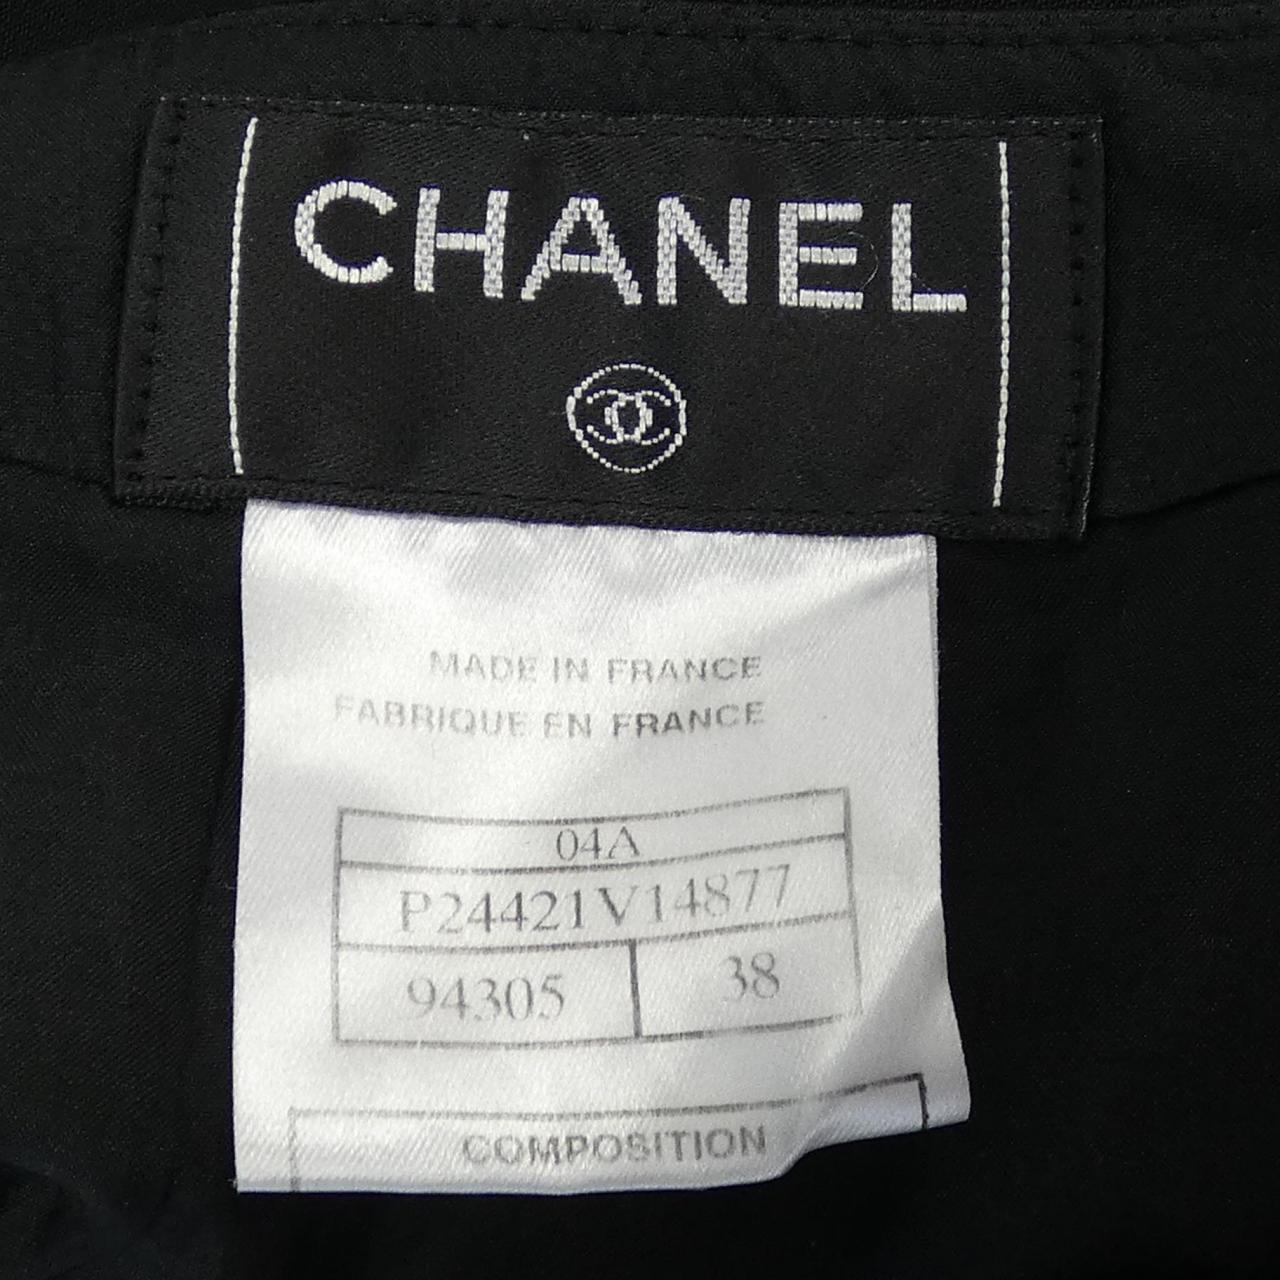 CHANEL
MADE IN FRANCE
FABRIQUE EN FRANCE
04A
P24421V14877
94305 38
COMPOSITION